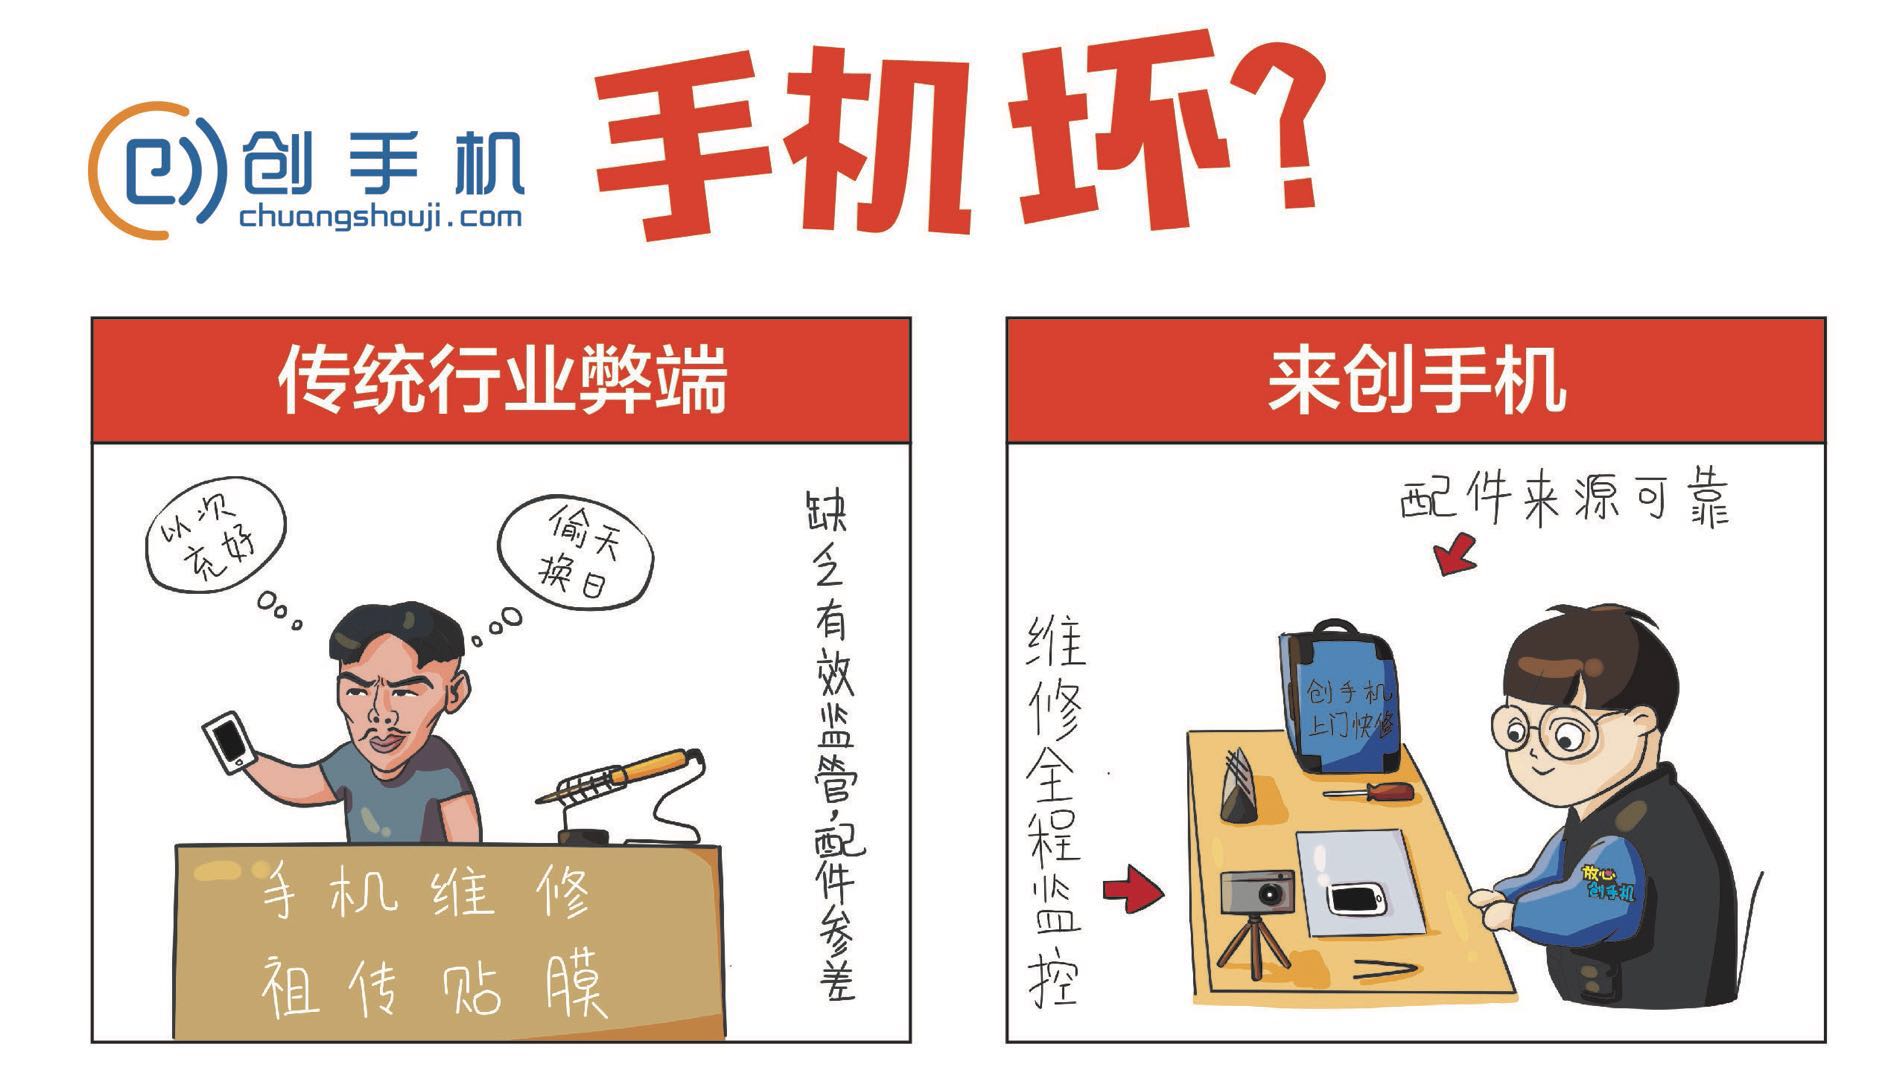 手机坏?
创手机
chuangshouji.com
传统行业弊端
以次
充好
偷天
换日
缺乏有效监管,配件参差
手机维修
祖传贴膜
来创手机
配件来源可靠
维修全程监控
创手机
上门快修
放心
创手机